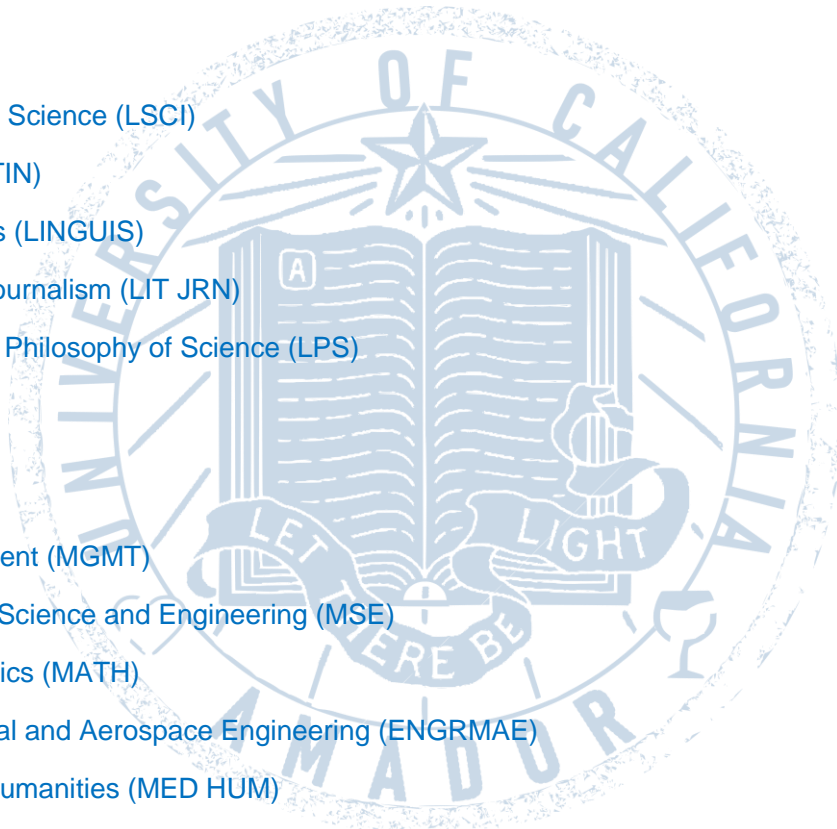 Science (LSCI)
TIN)
s (LINGUIS)
ournalism (LIT JRN)
Philosophy of Science (LPS)
ent (MGMT)
Science and Engineering (MSE)
ics (MATH)
al and Aerospace Engineering (ENGRMAE)
umanities (MED HUM)
UNIVERSITY OF CALIFORNIA
A
LET THERE BE LIGHT
AMADOR